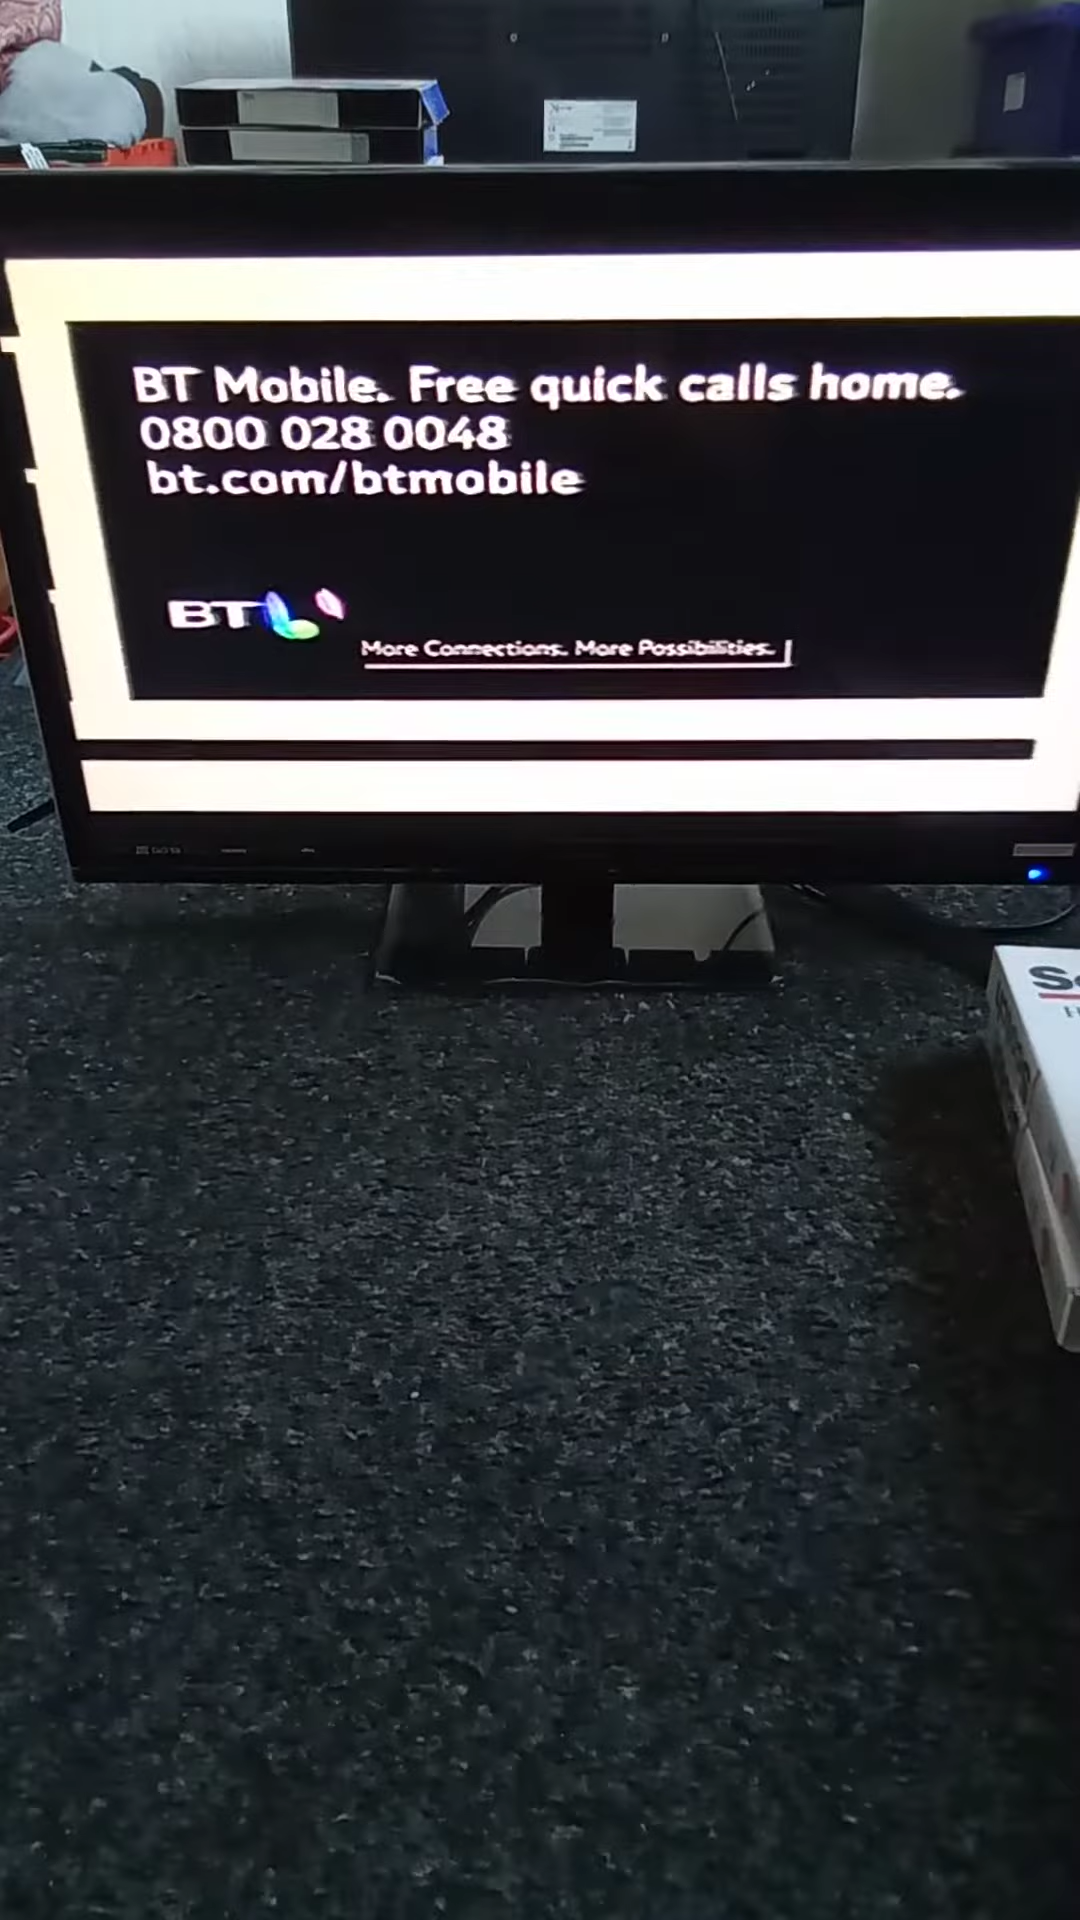 BT Mobile. Free quick calls home.
0800 028 0048
bt.com/btmobile
BT
More Connections. More Possibilities.